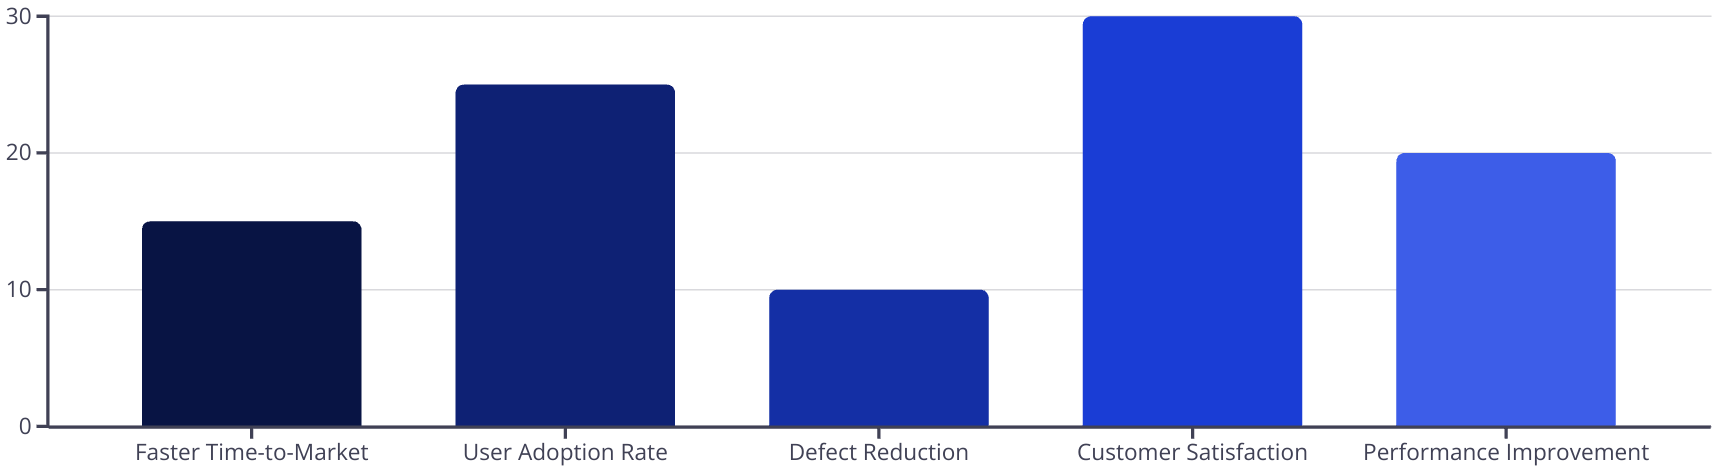 30
20
10
0
Faster Time-to-Market User Adoption Rate Defect Reduction Customer Satisfaction Performance Improvement